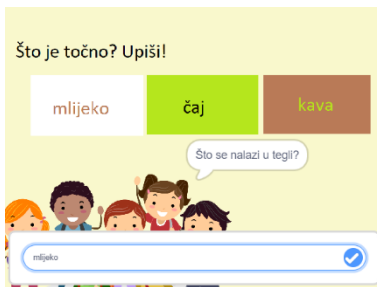 Što je točno? Upiši!
mlijeko čaj kava
Što se nalazi u tegli?
mlijeko